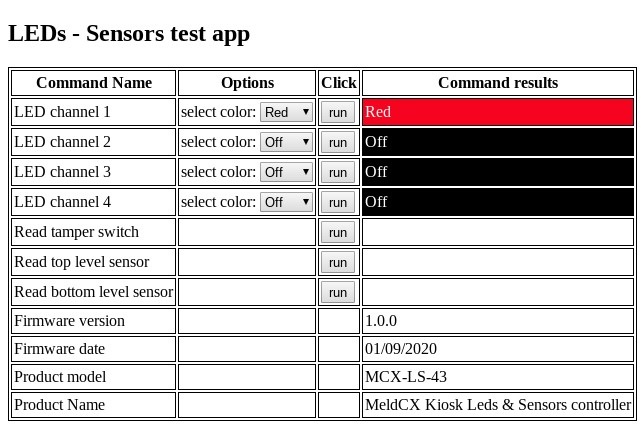 LEDs - Sensors test app
Command Name Options Click Command results
LED channel 1 select color: Red run Red
LED channel 2 select color: Off run Off
LED channel 3 select color: Off run Off
LED channel 4 select color: Off run Off
Read tamper switch run
Read top level sensor run
Read bottom level sensor run
Firmware version 1.0.0
Firmware date 01/09/2020
Product model MCX-LS-43
Product Name MeldCX Kiosk Leds & Sensors controller